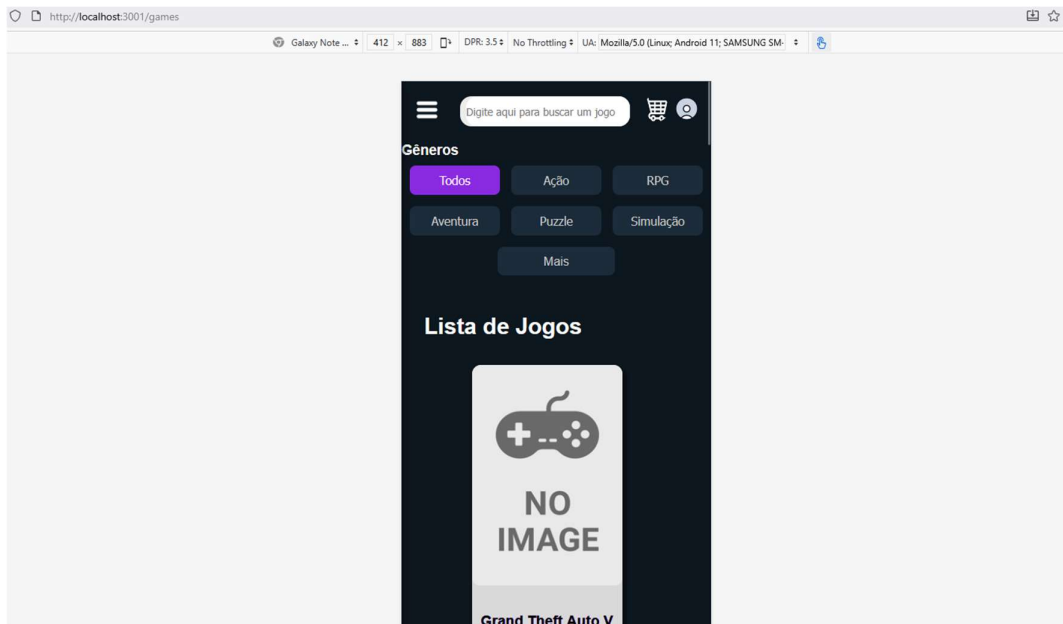 http://localhost:3001/games
Galaxy Note ... 412 × 883 DPR: 3.5 No Throttling UA: Mozilla/5.0 (Linux; Android 11; SAMSUNG SM-
Digite aqui para buscar um jogo
Gêneros
Todos Ação RPG
Aventura Puzzle Simulação
Mais
Lista de Jogos
NO
IMAGE
Grand Theft Auto V